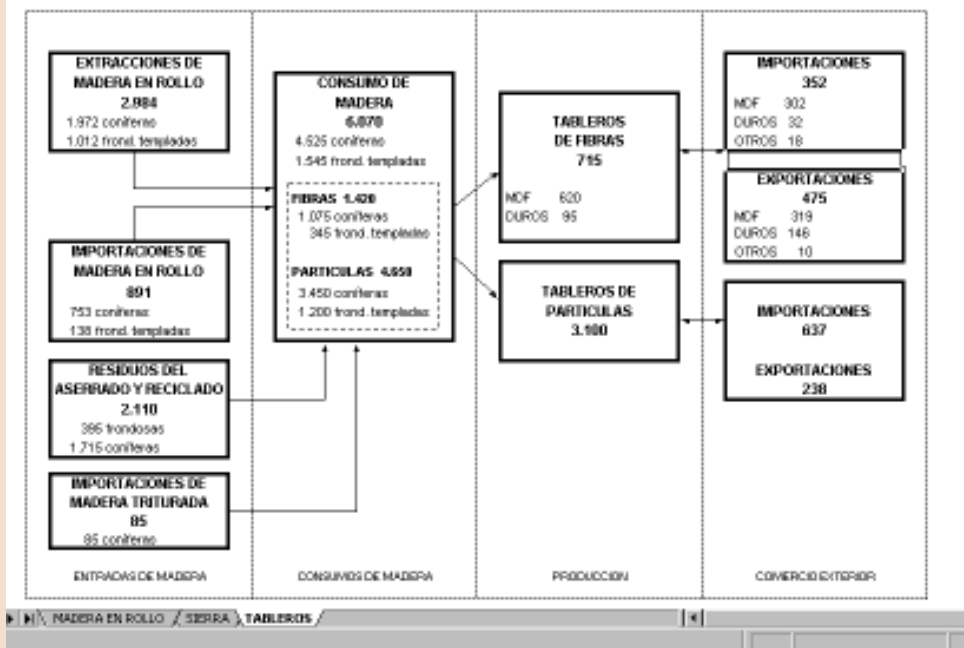 EXTRACCIONES DE
MADERA EN ROLLO
2.984
1.972 coníferas
1.012 frond. templadas
IMPORTACIONES DE
MADERA EN ROLLO
891
753 coníferas
138 frond. templadas
RESIDUOS DEL
ASERRADO Y RECICLADO
2.110
395 frondosas
1.715 coníferas
IMPORTACIONES DE
MADERA TRITURADA
85
85 coníferas
ENTRADAS DE MADERA
CONSUMO DE
MADERA
6.070
4.525 coníferas
1.545 frond. templadas
FIBRAS 1.420
1.075 coníferas
345 frond. templadas
PARTICULAS 4.650
3.450 coníferas
1.200 frond. templadas
CONSUMOS DE MADERA
TABLEROS
DE FIBRAS
715
MDF 620
DUROS 95
TABLEROS DE
PARTICULAS
3.100
PRODUCCION
IMPORTACIONES
352
MDF 302
DUROS 32
OTROS 18
EXPORTACIONES
475
MDF 319
DUROS 146
OTROS 10
IMPORTACIONES
637
EXPORTACIONES
238
COMERCIO EXTERIOR
MADERA EN ROLLO / SIERRA \ TABLEROS /